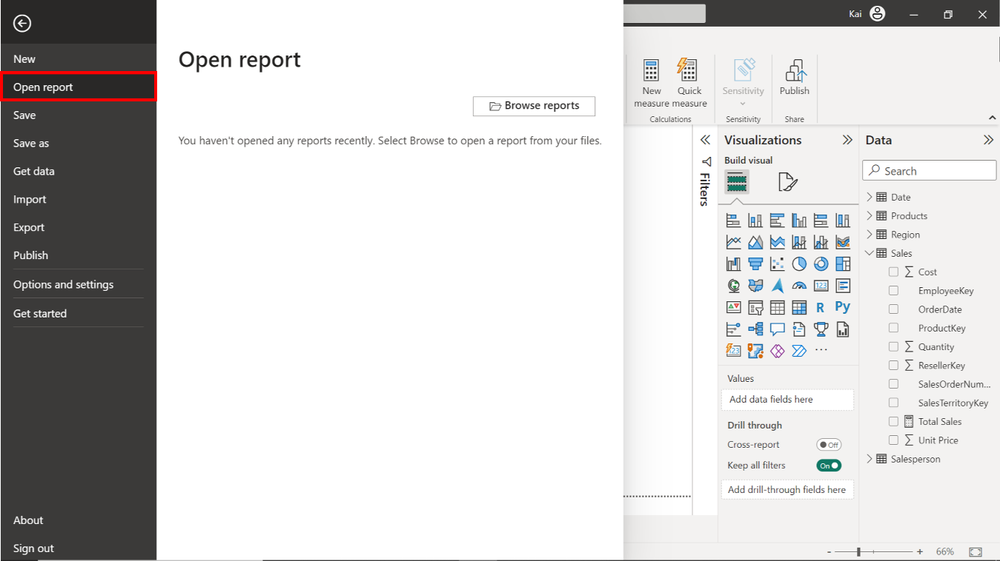 New
Open report
Save
Save as
Get data
Import
Export
Publish
Options and settings
Get started
About
Sign out
Open report
Browse reports
You haven't opened any reports recently. Select Browse to open a report from your files.
Kai
New measure
Quick measure
Calculations
Sensitivity
Sensitivity
Publish
Share
Filters
Visualizations
Build visual
123
R
Py
123
Values
Add data fields here
Drill through
Cross-report
Off
Keep all filters
On
Add drill-through fields here
Data
Search
Date
Products
Region
Sales
Cost
EmployeeKey
OrderDate
ProductKey
Quantity
ResellerKey
SalesOrderNum...
SalesTerritoryKey
Total Sales
Unit Price
Salesperson
- + 66%